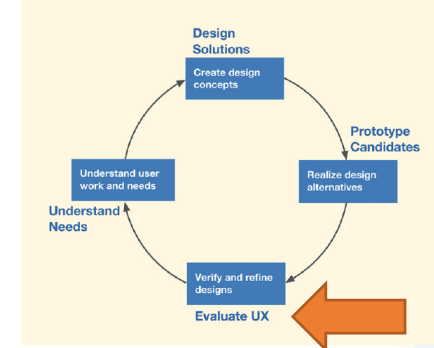 Design
Solutions
Create design
concepts
Prototype
Candidates
Realize design
alternatives
Understand user
work and needs
Understand
Needs
Verify and refine
designs
Evaluate UX